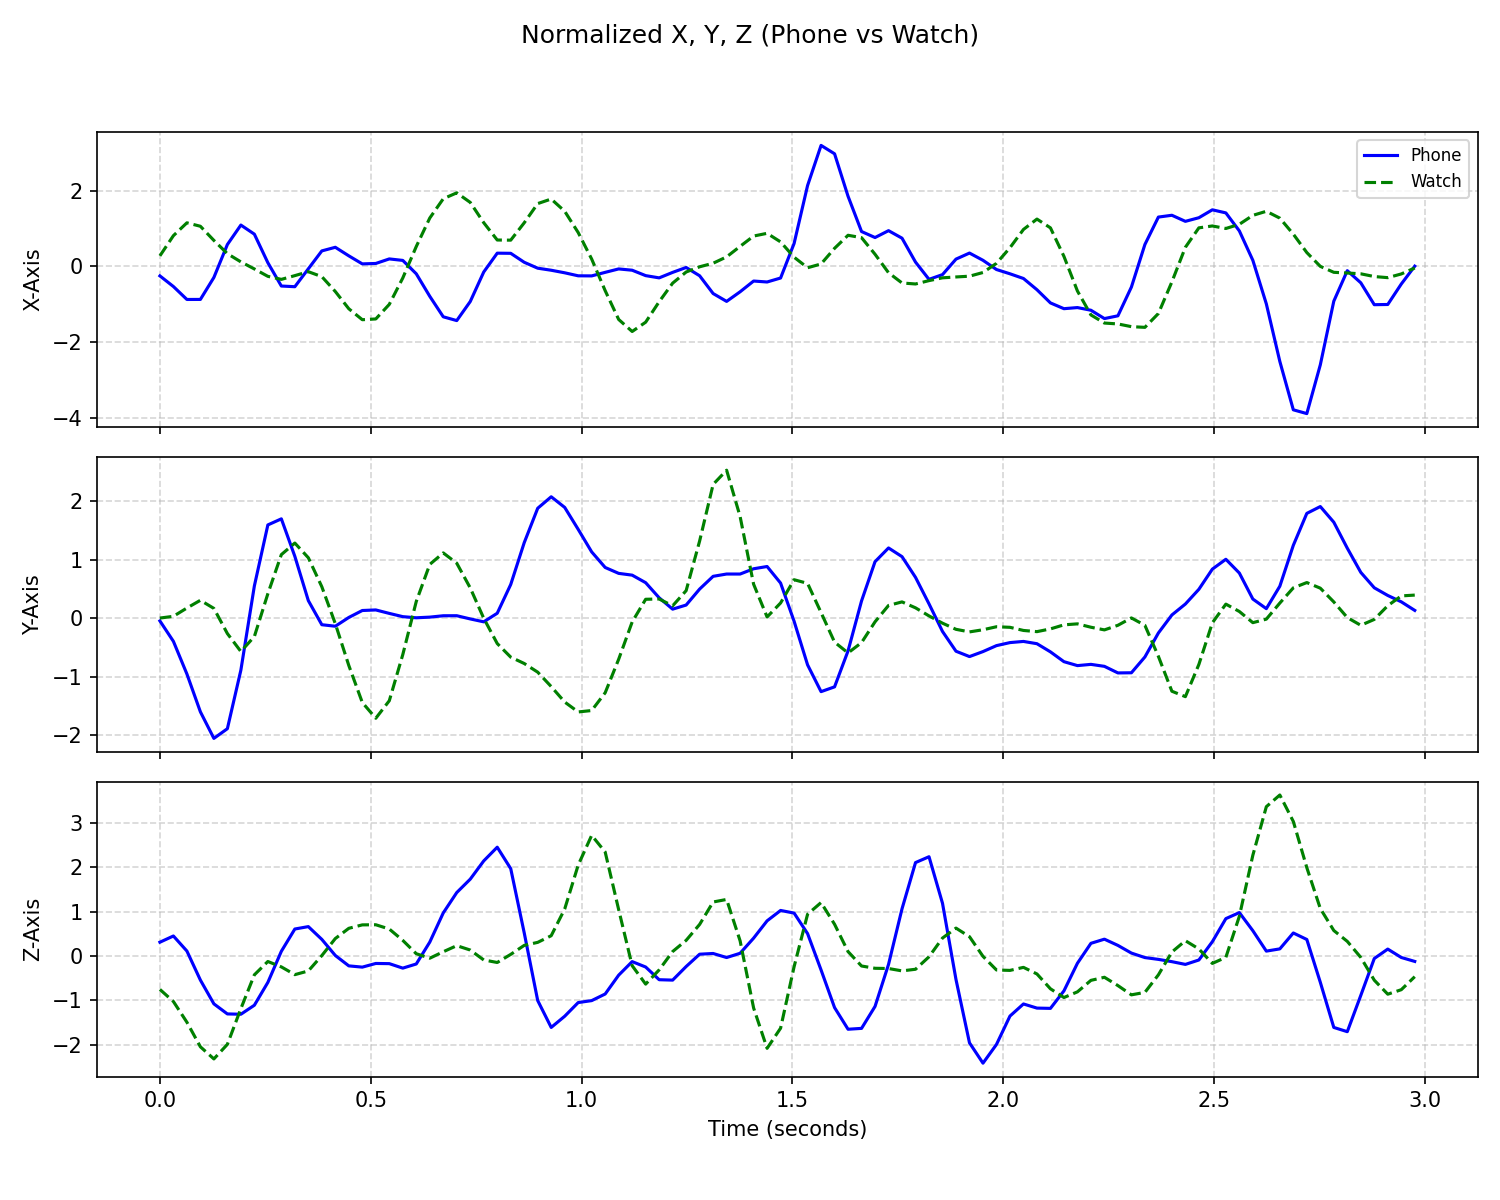 Normalized X, Y, Z (Phone vs Watch)
Phone
Watch
X-Axis
2
0
−2
−4
Y-Axis
2
1
0
−1
−2
Z-Axis
3
2
1
0
−1
−2
0.0 0.5 1.0 1.5 2.0 2.5 3.0
Time (seconds)